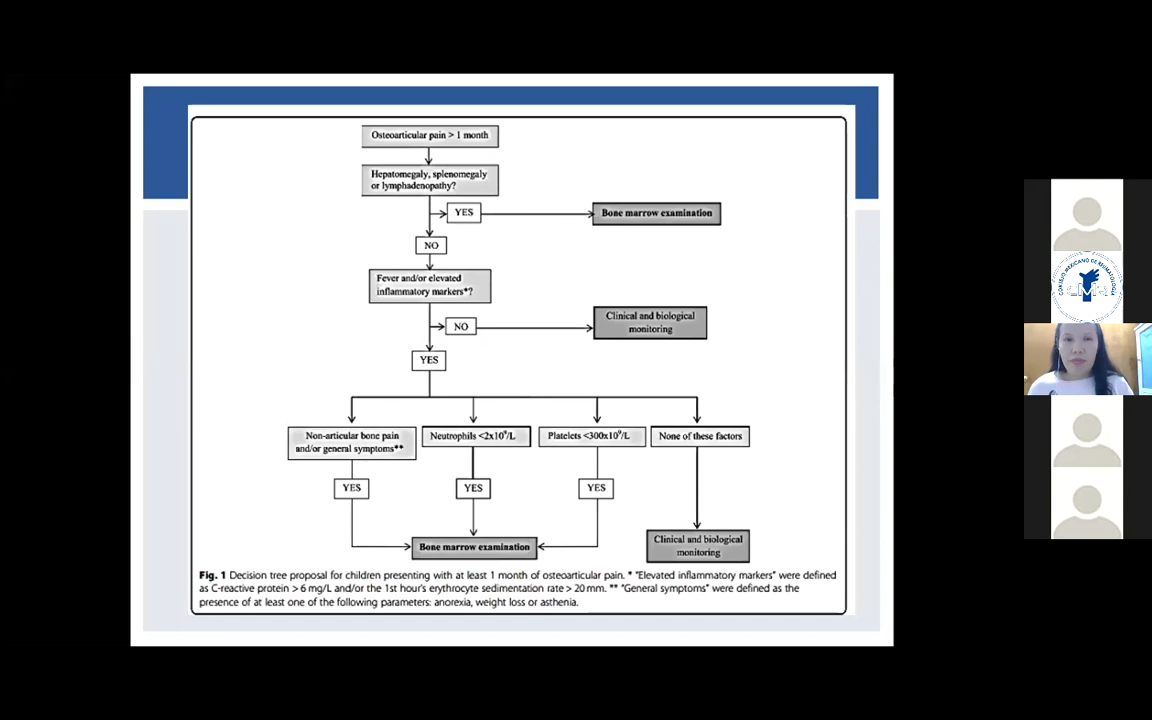 Osteoarticular pain > 1 month
Hepatomegaly, splenomegaly
or lymphadenopathy?
YES
Bone marrow examination
NO
Fever and/or elevated
inflammatory markers*?
NO
Clinical and biological
monitoring
YES
Non-articular bone pain
and/or general symptoms**
Neutrophils <2x10⁹/L
Platelets <300x10⁹/L
None of these factors
YES
YES
YES
Bone marrow examination
Clinical and biological
monitoring
Fig. 1 Decision tree proposal for children presenting with at least 1 month of osteoarticular pain. * "Elevated inflammatory markers" were defined
as C-reactive protein > 6 mg/L and/or the 1st hour's erythrocyte sedimentation rate > 20 mm. ** "General symptoms" were defined as the
presence of at least one of the following parameters: anorexia, weight loss or asthenia.
CONSEJO MEXICANO DE REUMATOLOGIA